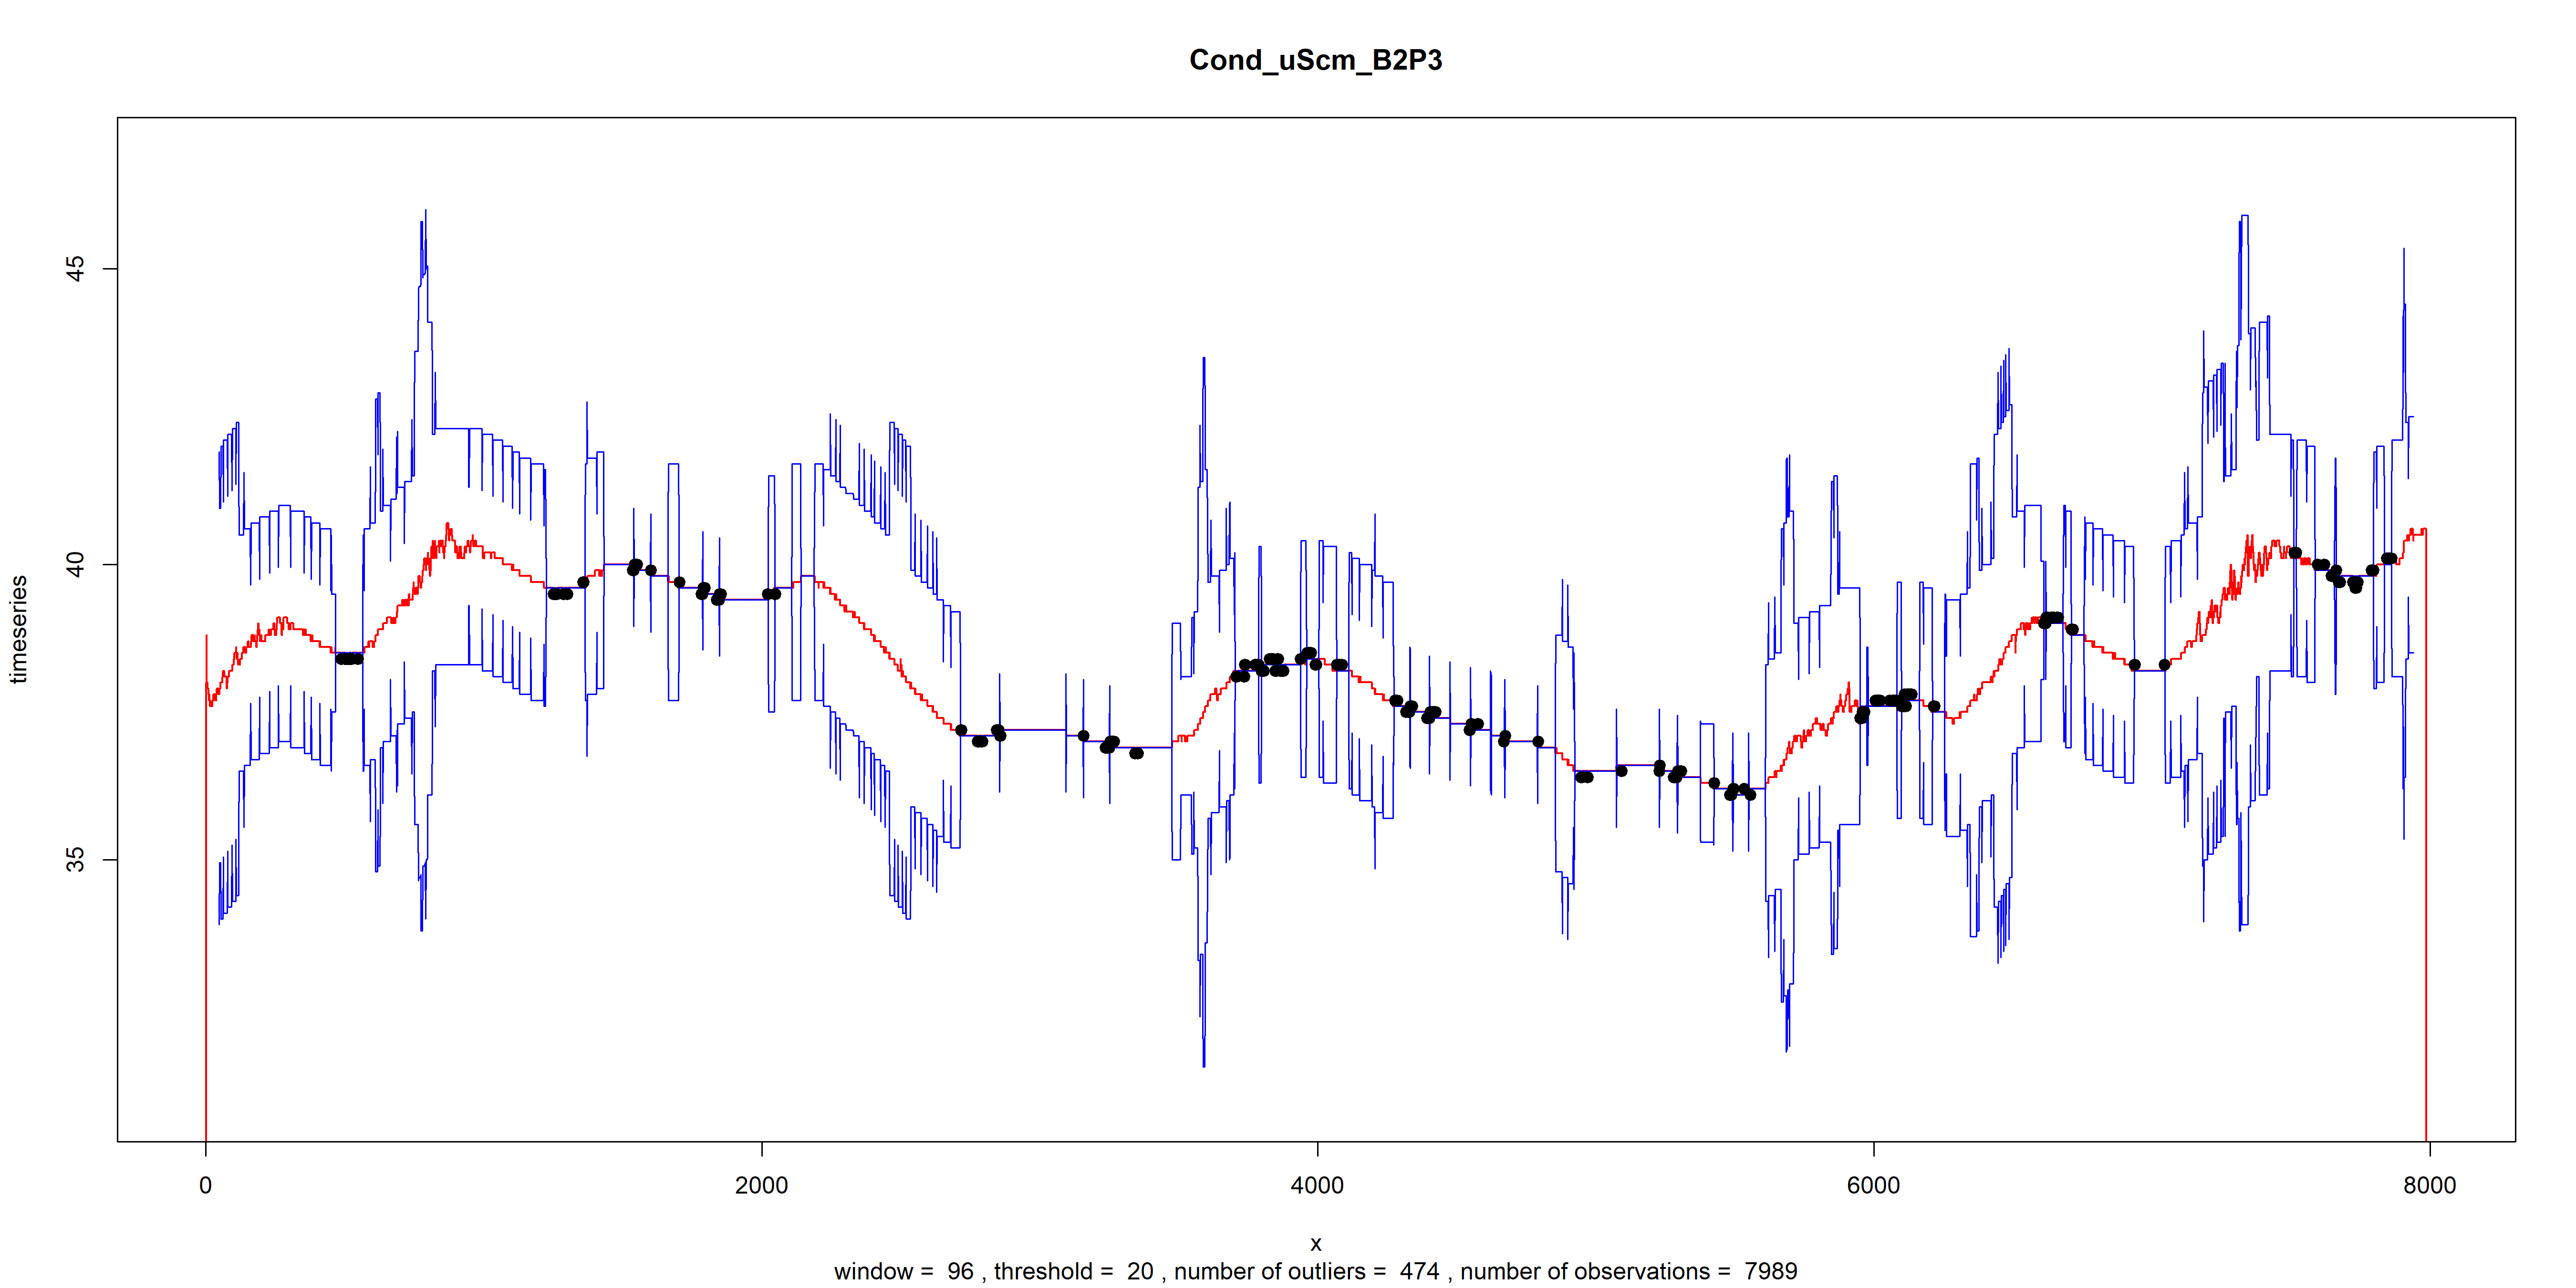 Cond_uScm_B2P3
timeseries
45
40
35
0 2000 4000 6000 8000
x
window = 96 , threshold = 20 , number of outliers = 474 , number of observations = 7989